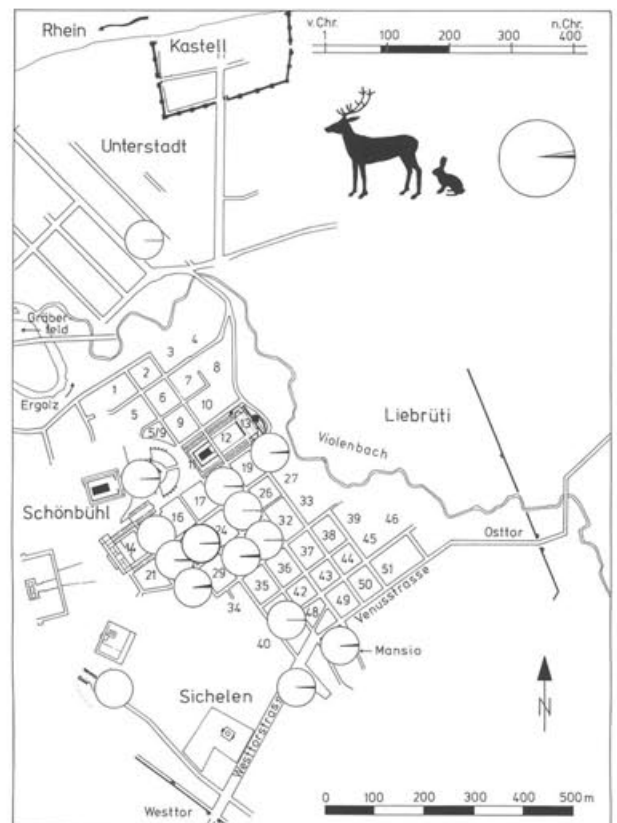 Rhein
Kastell
v.Chr. n.Chr.
1 100 200 300 400
Unterstadt
Gräber-
feld
Ergolz
3 4
1 2 7 8
5 6 10
5/9 9 13
12
11 19
Liebrüti
Violenbach
Schönbühl
17 26 27
16 33
24 32 39 46
14 38 45
Osttor
37 44
21 29 36 43 51
35 42 50
34 49
48
40
Venusstrasse
Mansio
Sichelen
Westtorstrasse
Westtor
N
0 100 200 300 400 500 m